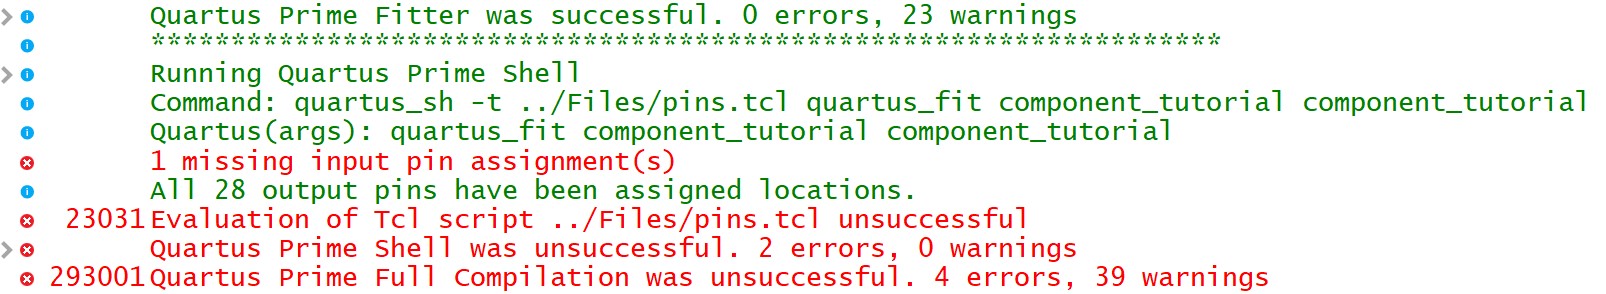 Quartus Prime Fitter was successful. 0 errors, 23 warnings
*******************************************************************
Running Quartus Prime Shell
Command: quartus_sh -t ../Files/pins.tcl quartus_fit component_tutorial component_tutorial
Quartus(args): quartus_fit component_tutorial component_tutorial
1 missing input pin assignment(s)
All 28 output pins have been assigned locations.
23031 Evaluation of Tcl script ../Files/pins.tcl unsuccessful
Quartus Prime Shell was unsuccessful. 2 errors, 0 warnings
293001 Quartus Prime Full Compilation was unsuccessful. 4 errors, 39 warnings